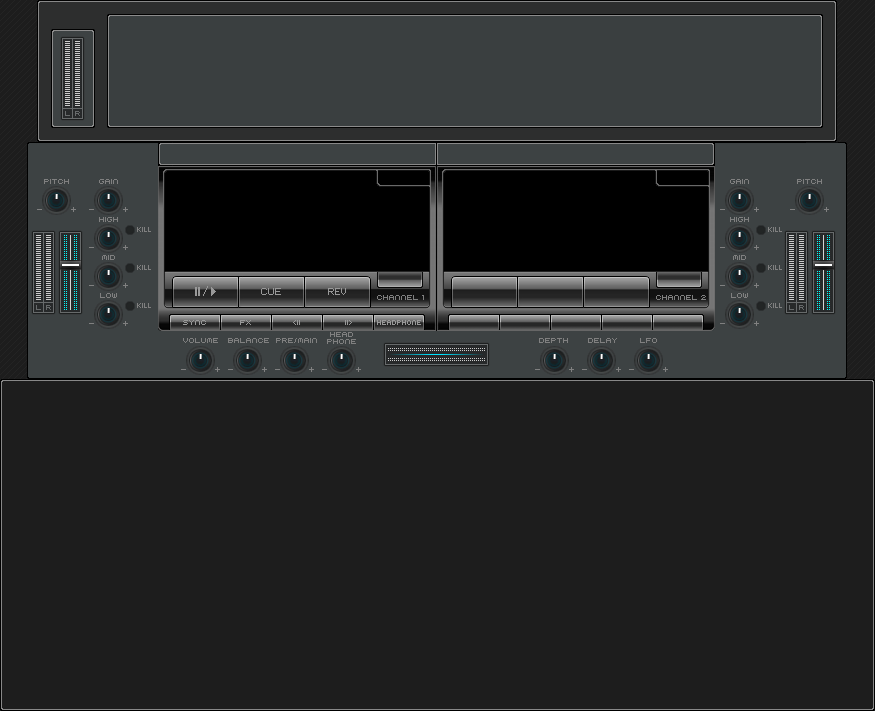 L R
PITCH
GAIN
GAIN
PITCH
HIGH
KILL
HIGH
KILL
MID
KILL
MID
KILL
II/▶
CUE
REV
LOW
CHANNEL 1
CHANNEL 2
LOW
L R
KILL
KILL
L R
SYNC
FX
<II
II>
HEADPHONE
VOLUME
BALANCE
PRE/MAIN
HEAD
PHONE
DEPTH
DELAY
LFO